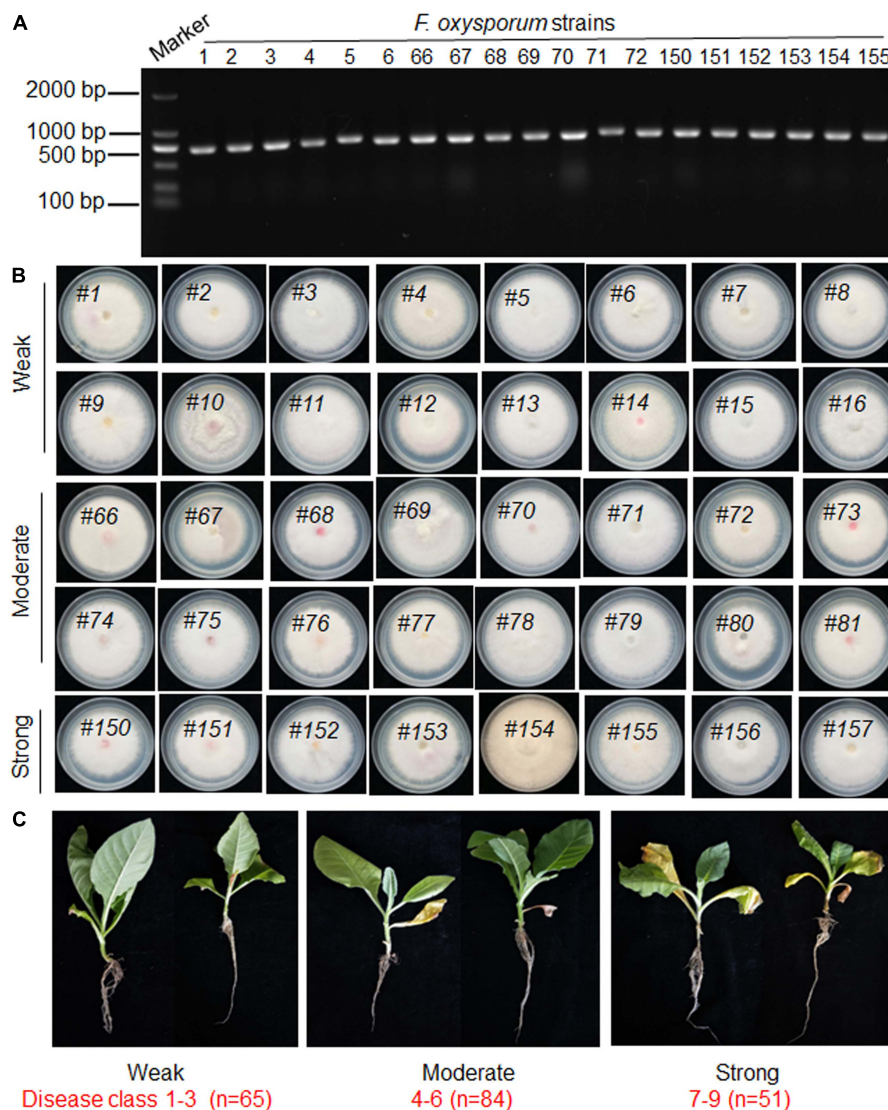 A
F. oxysporum strains
Marker 1 2 3 4 5 6 66 67 68 69 70 71 72 150 151 152 153 154 155
2000 bp
1000 bp
500 bp
100 bp
B
Weak
#1 #2 #3 #4 #5 #6 #7 #8
#9 #10 #11 #12 #13 #14 #15 #16
Moderate
#66 #67 #68 #69 #70 #71 #72 #73
#74 #75 #76 #77 #78 #79 #80 #81
Strong
#150 #151 #152 #153 #154 #155 #156 #157
C
Weak Moderate Strong
Disease class 1-3 (n=65) 4-6 (n=84) 7-9 (n=51)